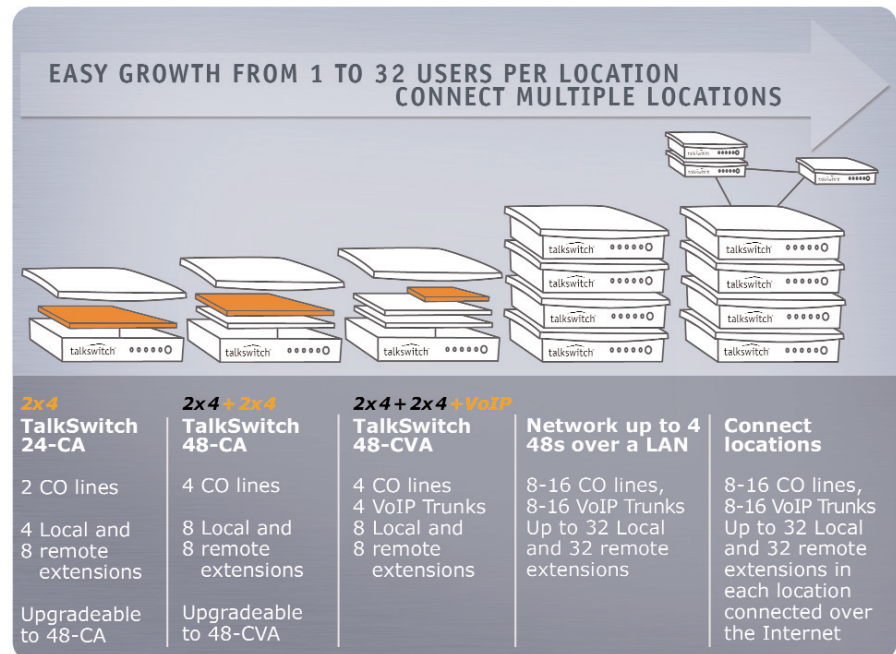 EASY GROWTH FROM 1 TO 32 USERS PER LOCATION
CONNECT MULTIPLE LOCATIONS
talkswitch
talkswitch
talkswitch
talkswitch
talkswitch
talkswitch
talkswitch
talkswitch
talkswitch
talkswitch
talkswitch
talkswitch
talkswitch
talkswitch
2x4
TalkSwitch
24-CA
2 CO lines
4 Local and
8 remote
extensions
Upgradeable
to 48-CA
2x4+2x4
TalkSwitch
48-CA
4 CO lines
8 Local and
8 remote
extensions
Upgradeable
to 48-CVA
2x4+2x4+VoIP
TalkSwitch
48-CVA
4 CO lines
4 VoIP Trunks
8 Local and
8 remote
extensions
Network up to 4
48s over a LAN
8-16 CO lines,
8-16 VoIP Trunks
Up to 32 Local
and 32 remote
extensions
Connect
locations
8-16 CO lines,
8-16 VoIP Trunks
Up to 32 Local
and 32 remote
extensions in
each location
connected over
the Internet